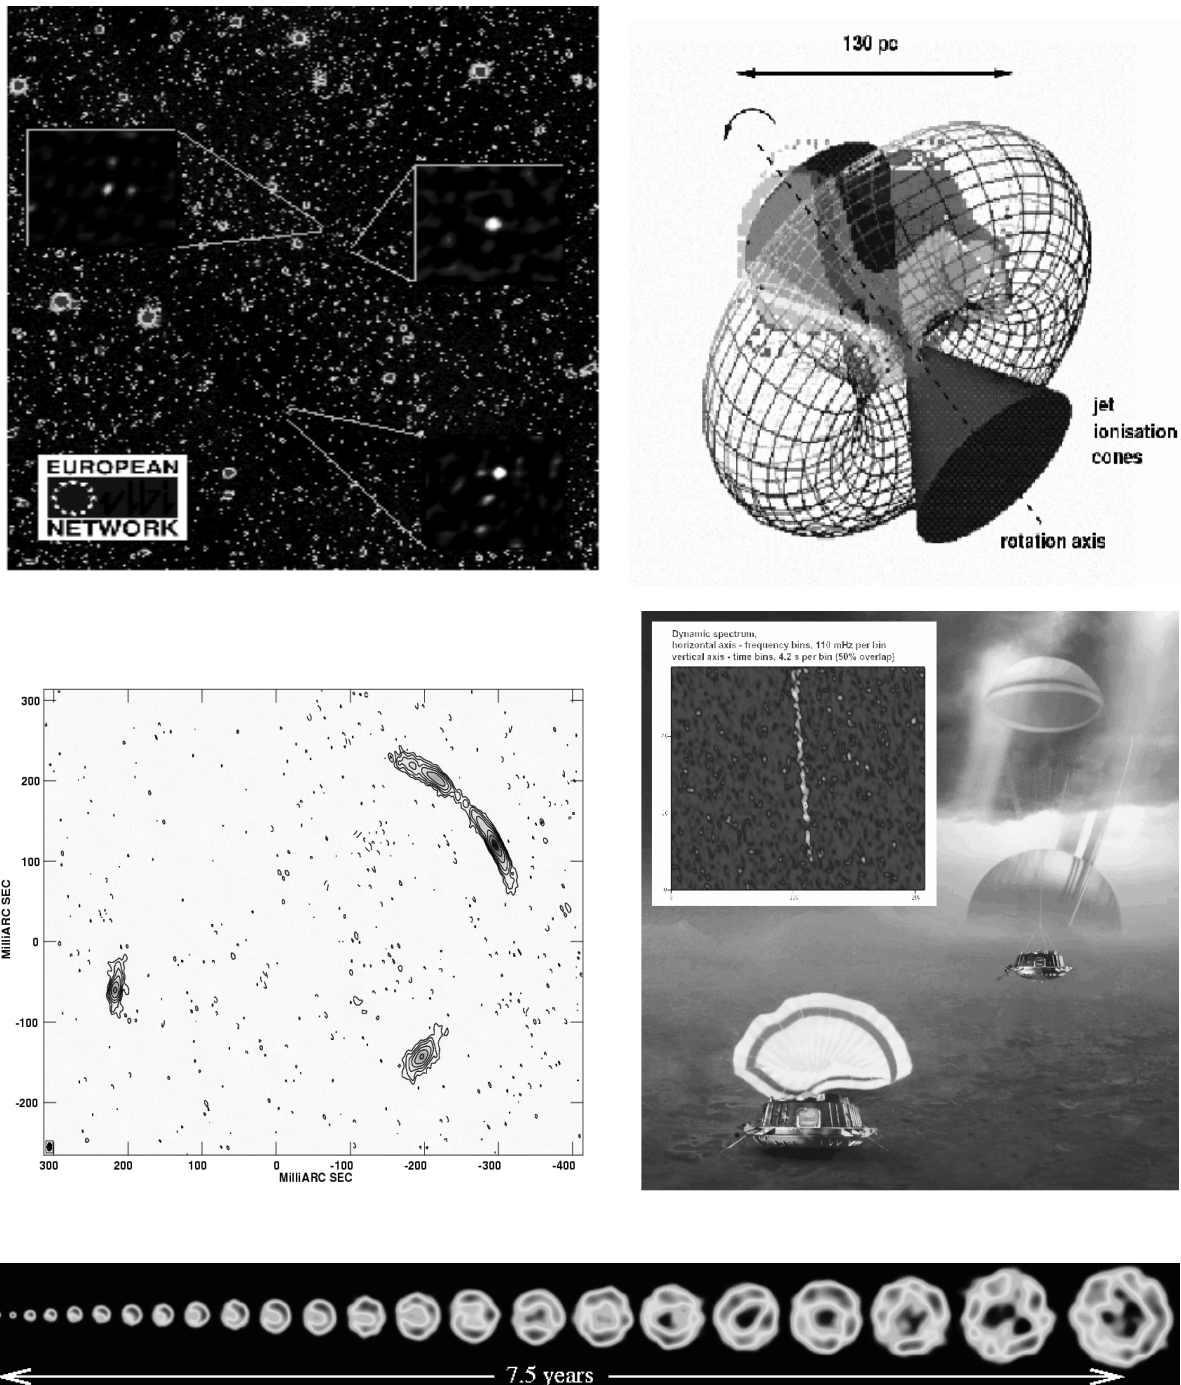 EUROPEAN
NETWORK
130 pc
jet
ionisation
cones
rotation axis
300
200
100
0
-100
-200
MilliARC SEC
300 200 100 0 -100 -200 -300 -400
MilliARC SEC
Dynamic spectrum,
horizontal axis - frequency bins, 110 mHz per bin
vertical axis - time bins, 4.2 s per bin (50% overlap)
7.5 years